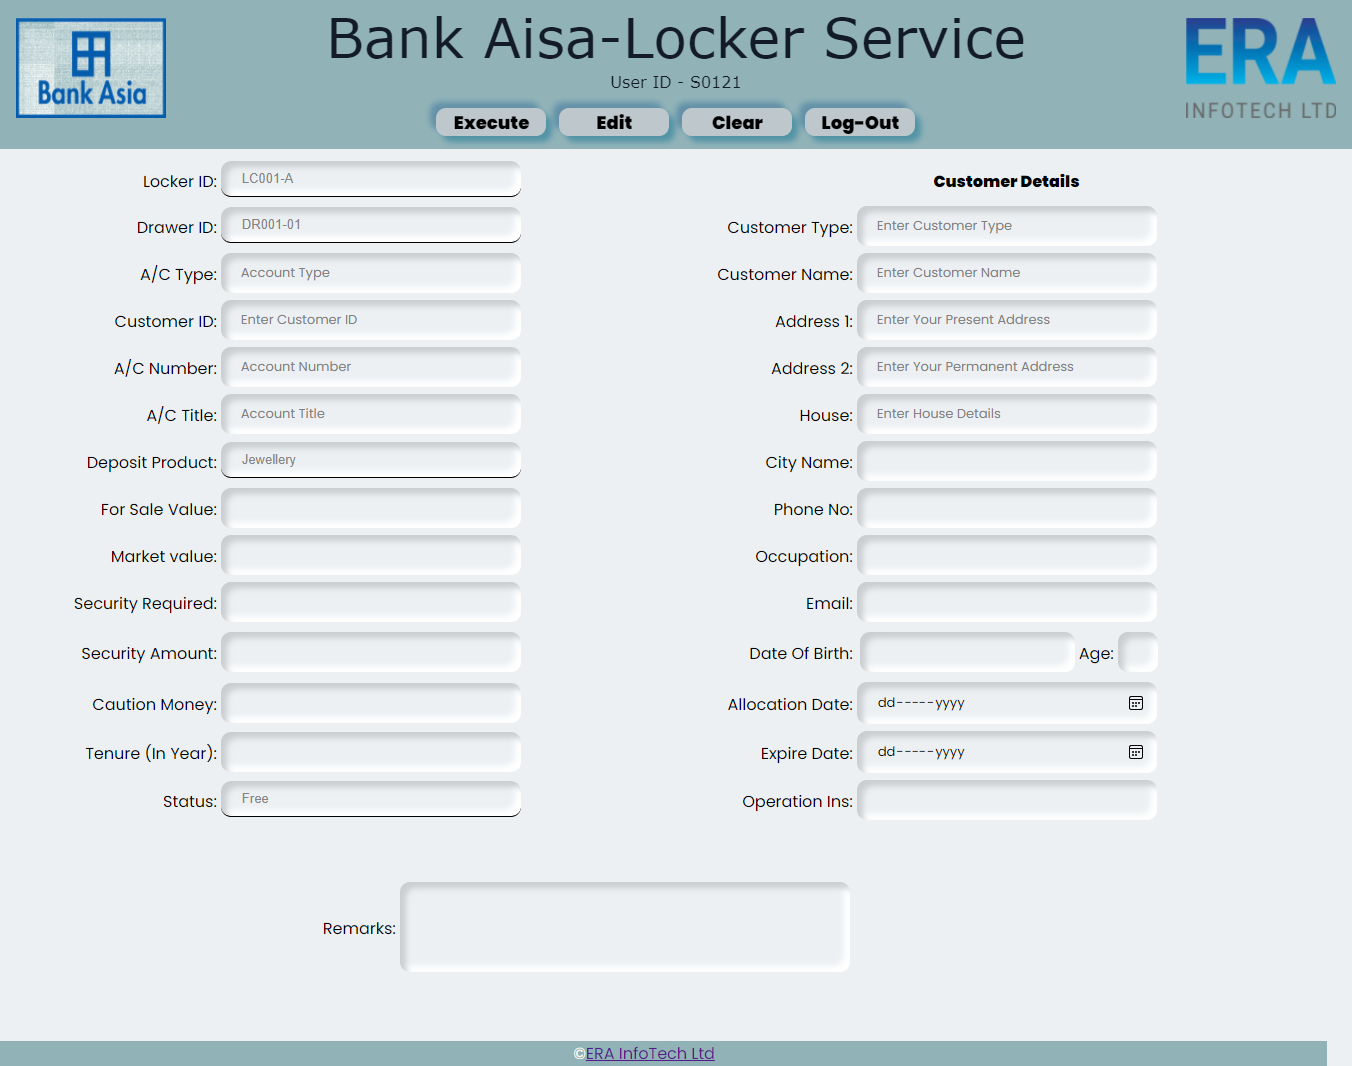 Bank Asia
Bank Aisa-Locker Service
User ID - S0121
ERA
INFOTECH LTD
Execute
Edit
Clear
Log-Out
Locker ID: LC001-A
Drawer ID: DR001-01
A/C Type: Account Type
Customer ID: Enter Customer ID
A/C Number: Account Number
A/C Title: Account Title
Deposit Product: Jewellery
For Sale Value:
Market value:
Security Required:
Security Amount:
Caution Money:
Tenure (In Year):
Status: Free
Customer Details
Customer Type: Enter Customer Type
Customer Name: Enter Customer Name
Address 1: Enter Your Present Address
Address 2: Enter Your Permanent Address
House: Enter House Details
City Name:
Phone No:
Occupation:
Email:
Date Of Birth: Age:
Allocation Date: dd-----yyyy
Expire Date: dd-----yyyy
Operation Ins:
Remarks:
©ERA InfoTech Ltd